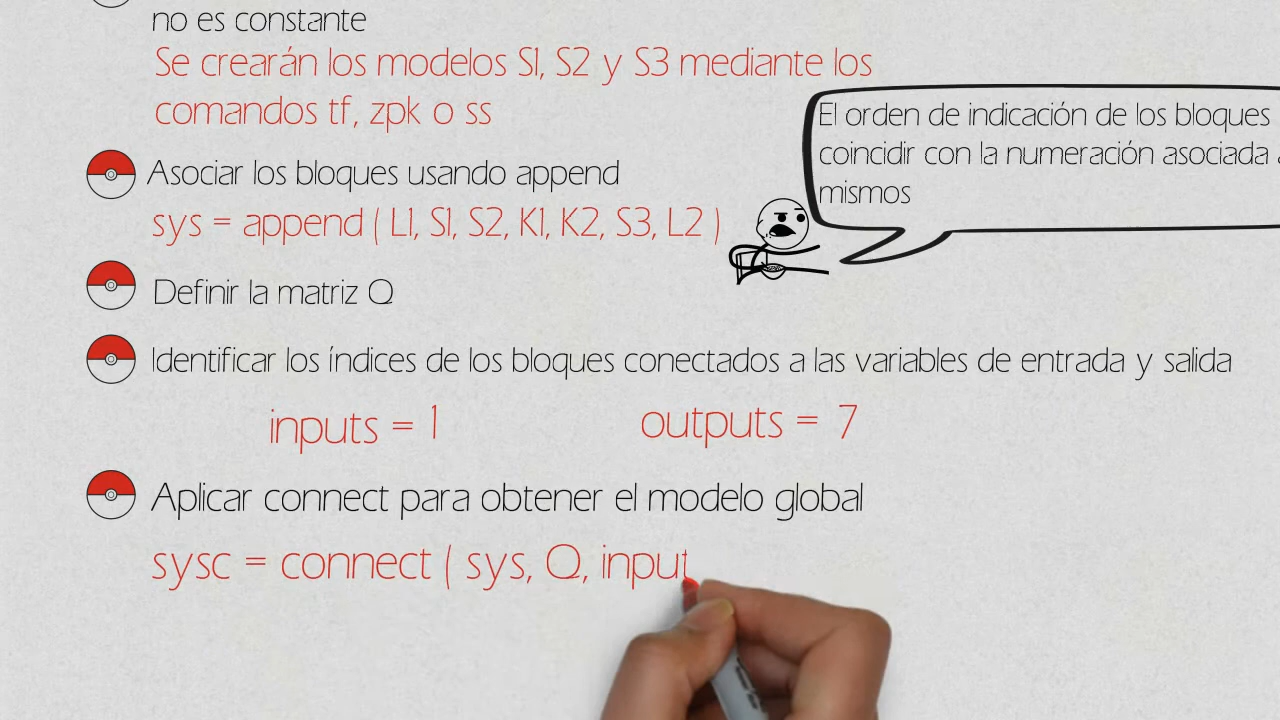 no es constante
Se crearán los modelos S1, S2 y S3 mediante los
comandos tf, zpk o ss
El orden de indicación de los bloques
coincidir con la numeración asociada a
mismos
Asociar los bloques usando append
sys = append ( L1, S1, S2, K1, K2, S3, L2 )
Definir la matriz Q
Identificar los índices de los bloques conectados a las variables de entrada y salida
inputs = 1 outputs = 7
Aplicar connect para obtener el modelo global
sysc = connect ( sys, Q, input